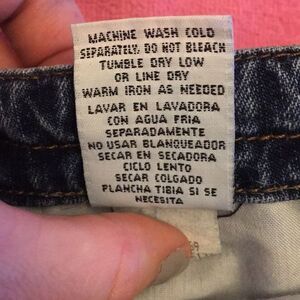 MACHINE WASH COLD
SEPARATELY. DO NOT BLEACH
TUMBLE DRY LOW
OR LINE DRY
WARM IRON AS NEEDED
LAVAR EN LAVADORA
CON AGUA FRIA
SEPARADAMENTE
NO USAR BLANQUEADOR
SECAR EN SECADORA
CICLO LENTO
SECAR COLGADO
PLANCHA TIBIA SI SE
NECESITA